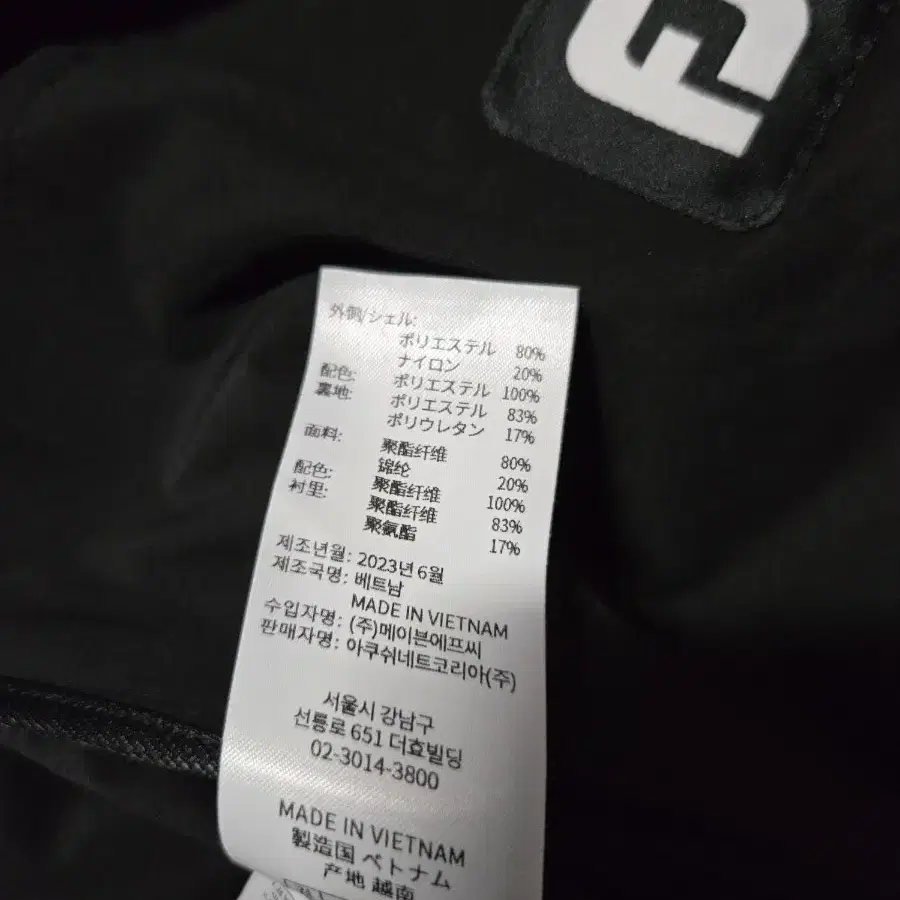 外側/シェル:
ポリエステル 80%
ナイロン 20%
配色: ポリエステル 100%
裏地: ポリエステル 83%
ポリウレタン 17%
面料:
聚酯纤维 80%
锦纶 20%
配色: 聚酯纤维 100%
衬里: 聚酯纤维 83%
聚氨酯 17%
제조년월: 2023년 6월
제조국명: 베트남
MADE IN VIETNAM
수입자명: (주)메이븐에프씨
판매자명: 아쿠쉬네트코리아(주)
서울시 강남구
선릉로 651 더효빌딩
02-3014-3800
MADE IN VIETNAM
製造国 ベトナム
产地 越南